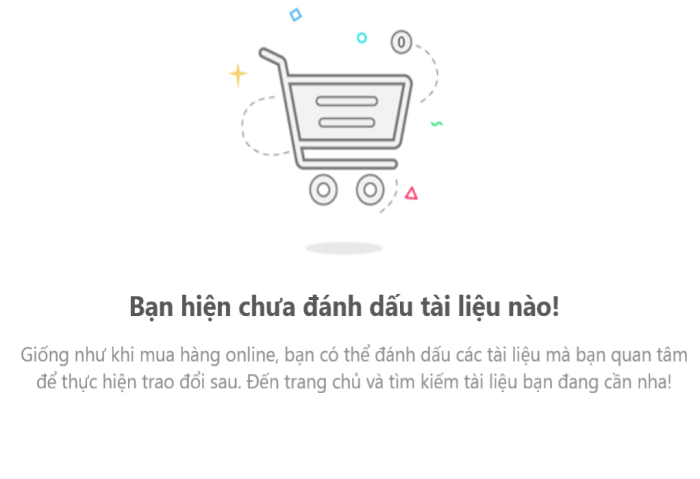 0
Bạn hiện chưa đánh dấu tài liệu nào!
Giống như khi mua hàng online, bạn có thể đánh dấu các tài liệu mà bạn quan tâm
để thực hiện trao đổi sau. Đến trang chủ và tìm kiếm tài liệu bạn đang cần nha!